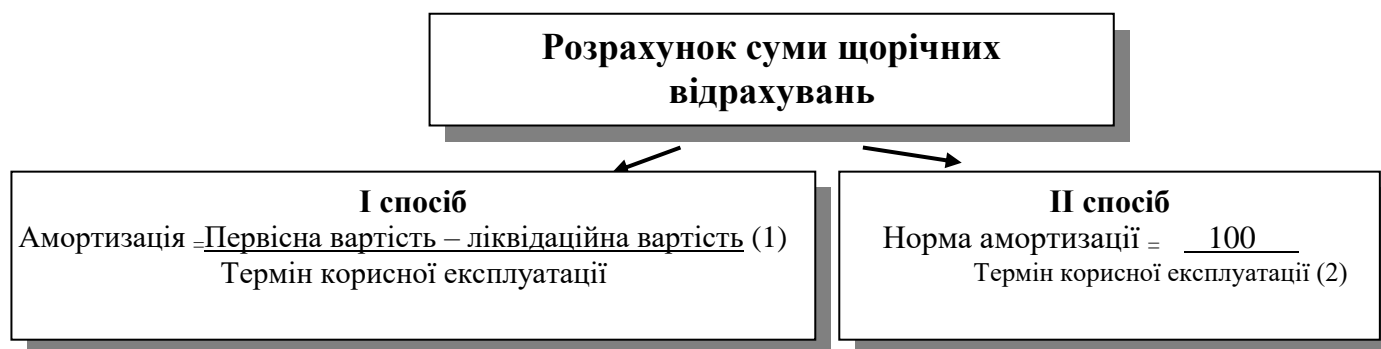 Розрахунок суми щорічних
відрахувань
І спосіб
Амортизація =Первісна вартість – ліквідаційна вартість (1)
Термін корисної експлуатації
ІІ спосіб
Норма амортизації = 100
Термін корисної експлуатації (2)